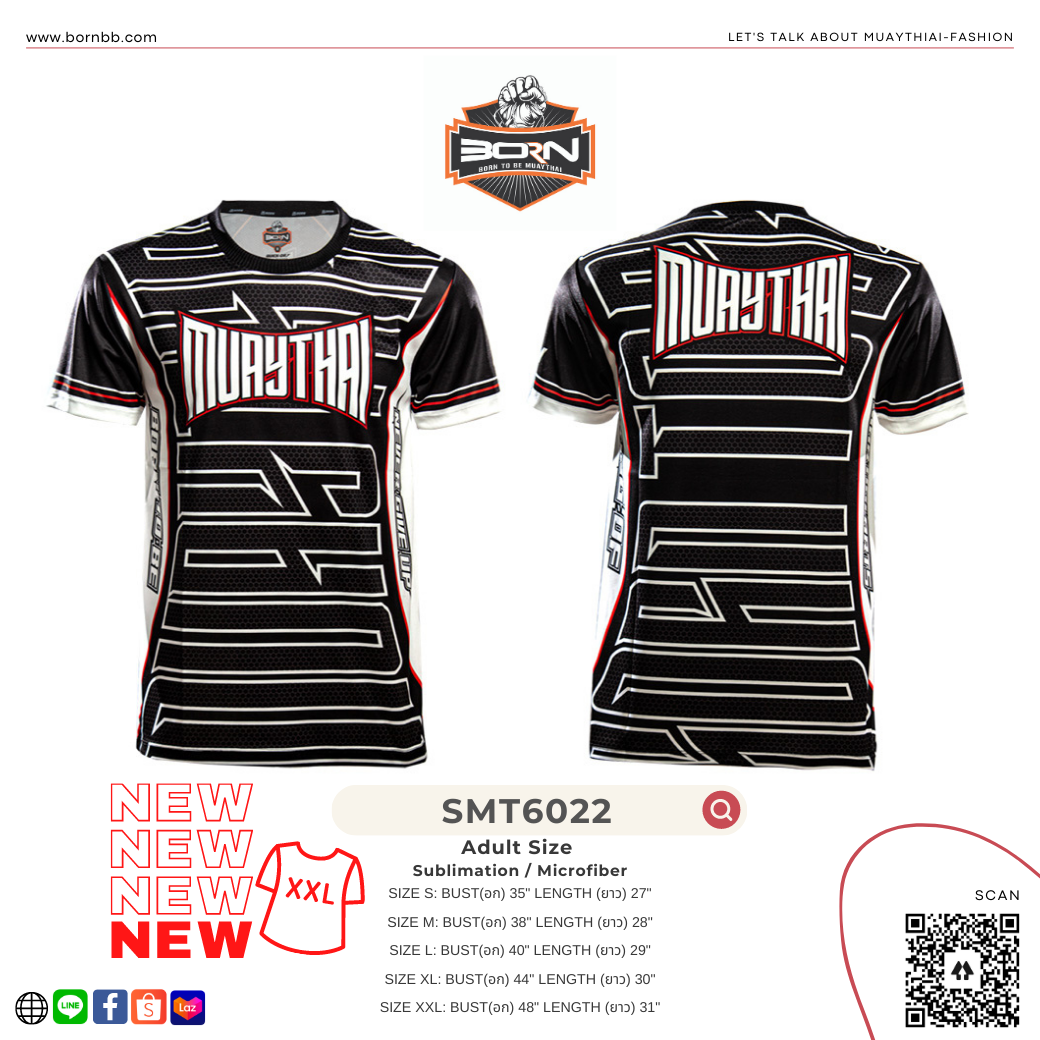 www.bornbb.com
LET'S TALK ABOUT MUAYTHIAI-FASHION
BORN
BORN TO BE MUAYTHAI
BORN
MUAYTHAI
MUAYTHAI
NEW
NEW
NEW
NEW
XXL
SMT6022
Adult Size
Sublimation / Microfiber
SIZE S: BUST(อก) 35" LENGTH (ยาว) 27"
SIZE M: BUST(อก) 38" LENGTH (ยาว) 28"
SIZE L: BUST(อก) 40" LENGTH (ยาว) 29"
SIZE XL: BUST(อก) 44" LENGTH (ยาว) 30"
SIZE XXL: BUST(อก) 48" LENGTH (ยาว) 31"
SCAN
LINE
Laz